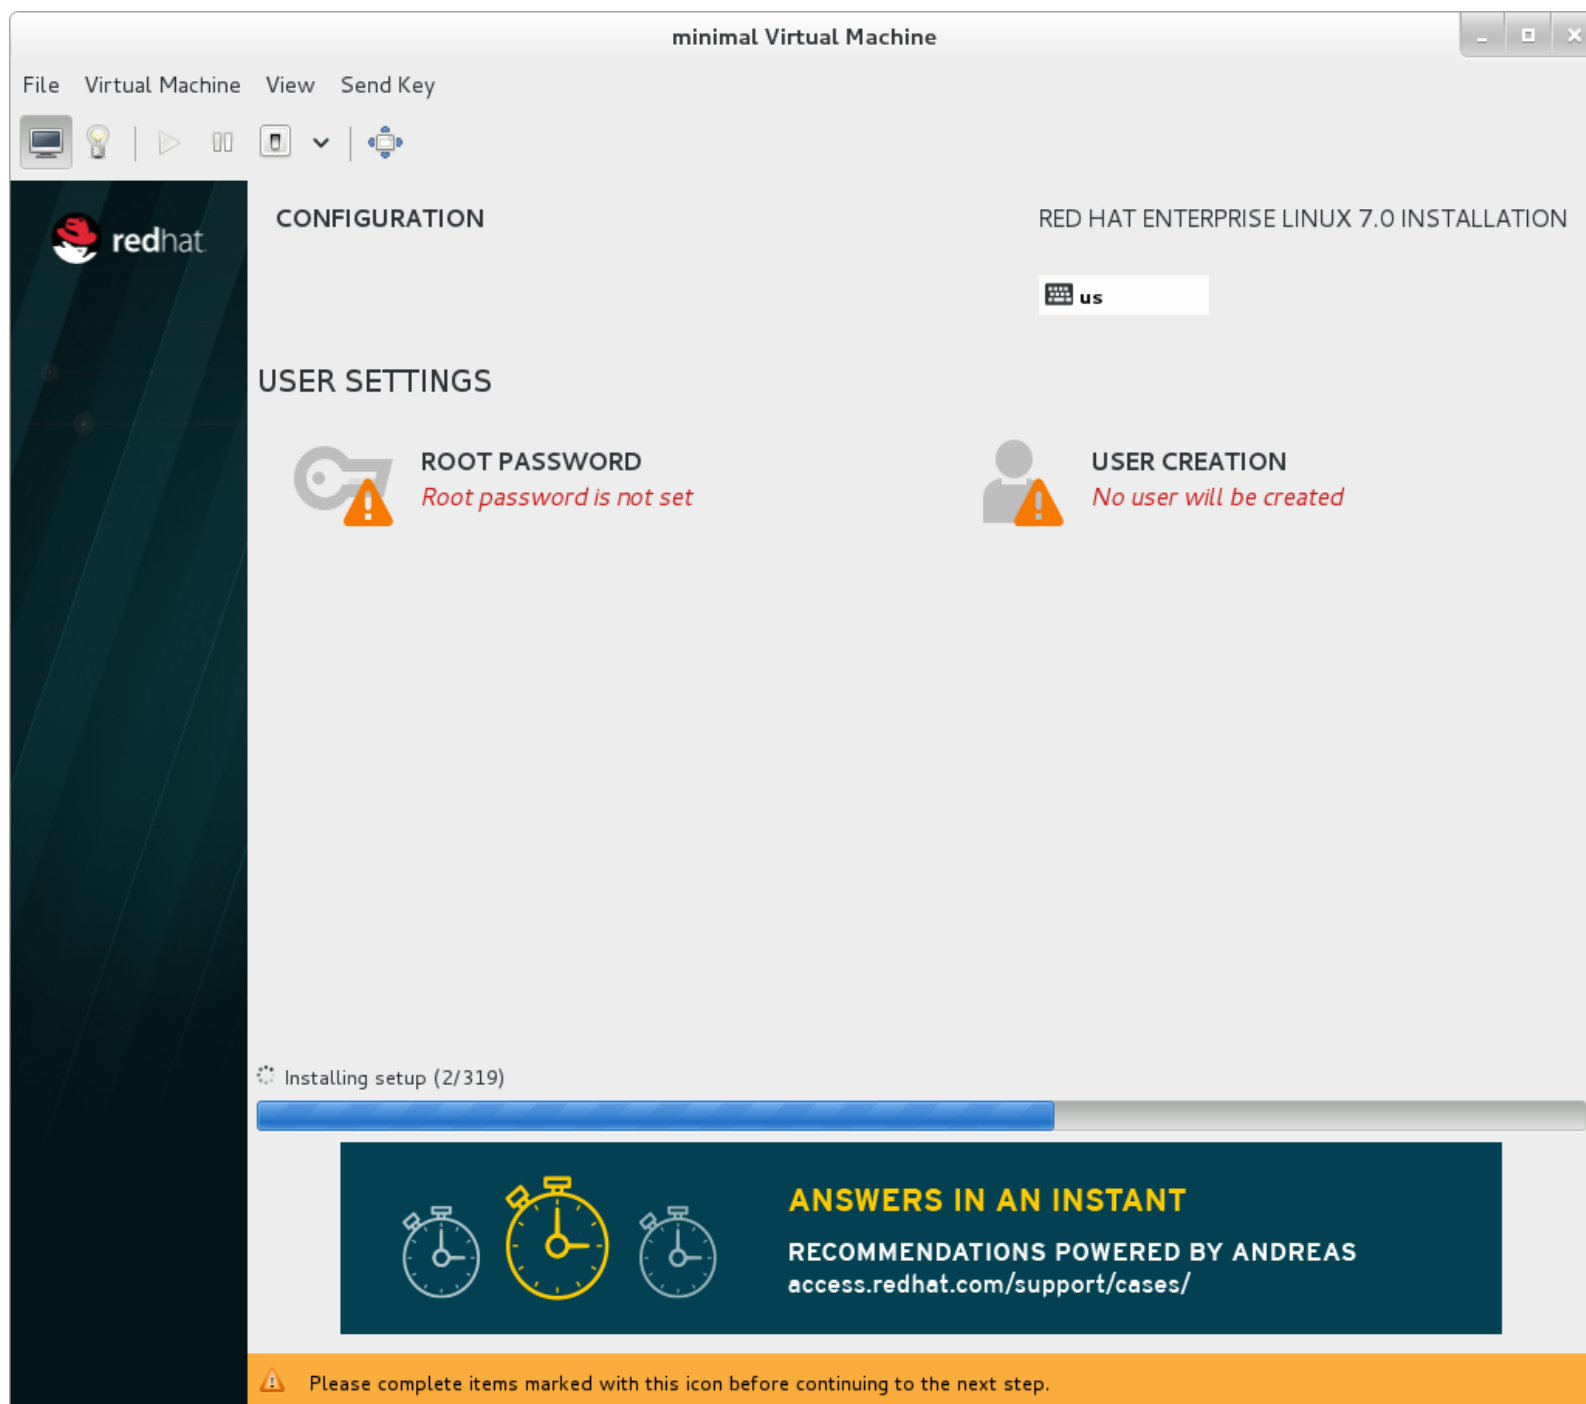 minimal Virtual Machine
File Virtual Machine View Send Key
redhat
CONFIGURATION
RED HAT ENTERPRISE LINUX 7.0 INSTALLATION
us
USER SETTINGS
ROOT PASSWORD
Root password is not set
USER CREATION
No user will be created
Installing setup (2/319)
ANSWERS IN AN INSTANT
RECOMMENDATIONS POWERED BY ANDREAS
access.redhat.com/support/cases/
Please complete items marked with this icon before continuing to the next step.